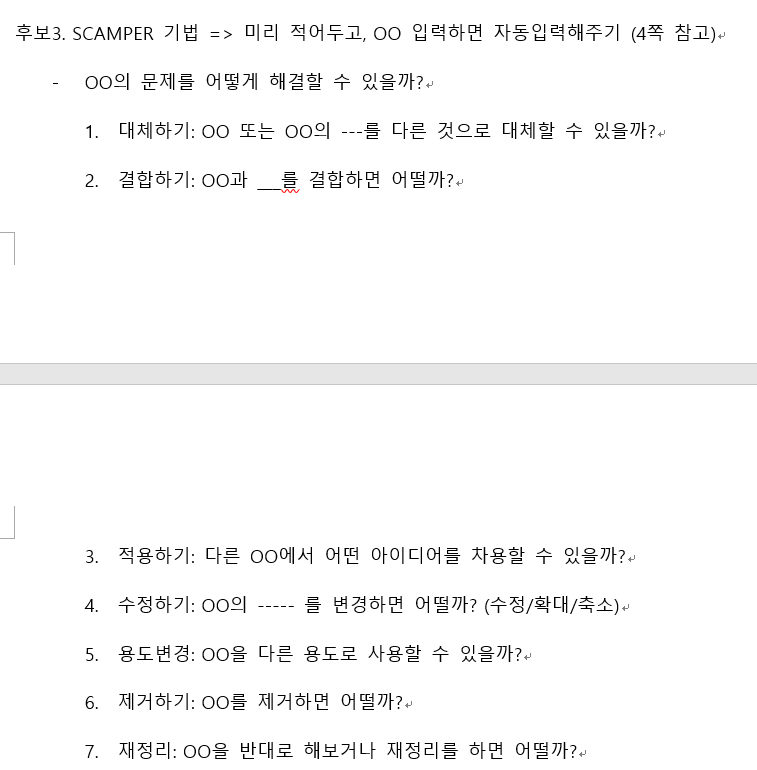 후보3. SCAMPER 기법 => 미리 적어두고, OO 입력하면 자동입력해주기 (4쪽 참고)
- OO의 문제를 어떻게 해결할 수 있을까?
1. 대체하기: OO 또는 OO의 ---를 다른 것으로 대체할 수 있을까?
2. 결합하기: OO과 ___를 결합하면 어떨까?
3. 적용하기: 다른 OO에서 어떤 아이디어를 차용할 수 있을까?
4. 수정하기: OO의 ----- 를 변경하면 어떨까? (수정/확대/축소)
5. 용도변경: OO을 다른 용도로 사용할 수 있을까?
6. 제거하기: OO를 제거하면 어떨까?
7. 재정리: OO을 반대로 해보거나 재정리를 하면 어떨까?